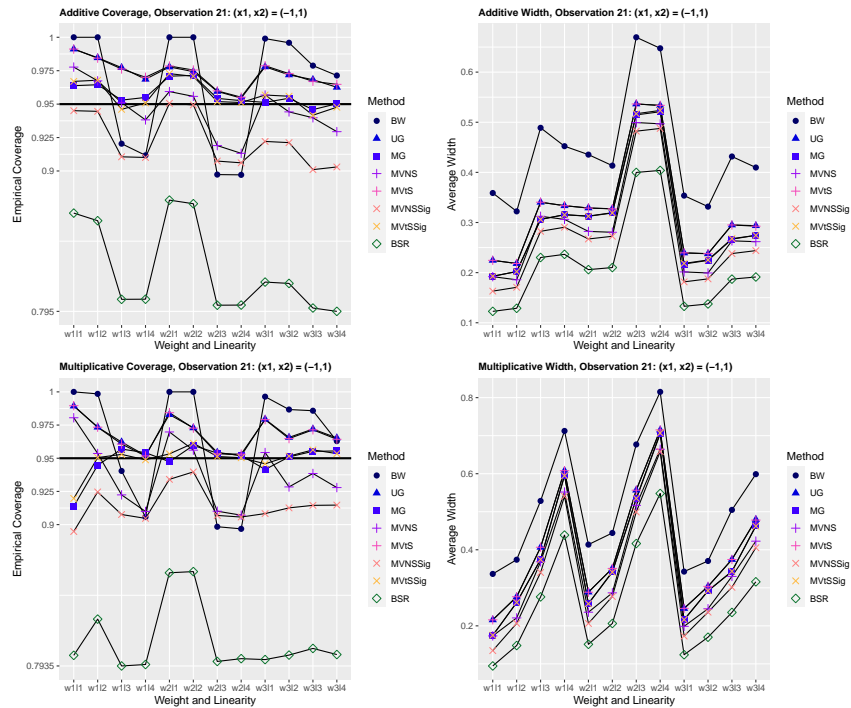 Additive Coverage, Observation 21: (x1, x2) = (−1,1)
Empirical Coverage
1
0.975
0.95
0.925
0.9
0.795
w1l1 w1l2 w1l3 w1l4 w2l1 w2l2 w2l3 w2l4 w3l1 w3l2 w3l3 w3l4
Weight and Linearity
Method
BW
UG
MG
MVNS
MVtS
MVNSSig
MVtSSig
BSR
Additive Width, Observation 21: (x1, x2) = (−1,1)
Average Width
0.6
0.5
0.4
0.3
0.2
0.1
w1l1 w1l2 w1l3 w1l4 w2l1 w2l2 w2l3 w2l4 w3l1 w3l2 w3l3 w3l4
Weight and Linearity
Method
BW
UG
MG
MVNS
MVtS
MVNSSig
MVtSSig
BSR
Multiplicative Coverage, Observation 21: (x1, x2) = (−1,1)
Empirical Coverage
1
0.975
0.95
0.925
0.9
0.7935
w1l1 w1l2 w1l3 w1l4 w2l1 w2l2 w2l3 w2l4 w3l1 w3l2 w3l3 w3l4
Weight and Linearity
Method
BW
UG
MG
MVNS
MVtS
MVNSSig
MVtSSig
BSR
Multiplicative Width, Observation 21: (x1, x2) = (−1,1)
Average Width
0.8
0.6
0.4
0.2
w1l1 w1l2 w1l3 w1l4 w2l1 w2l2 w2l3 w2l4 w3l1 w3l2 w3l3 w3l4
Weight and Linearity
Method
BW
UG
MG
MVNS
MVtS
MVNSSig
MVtSSig
BSR